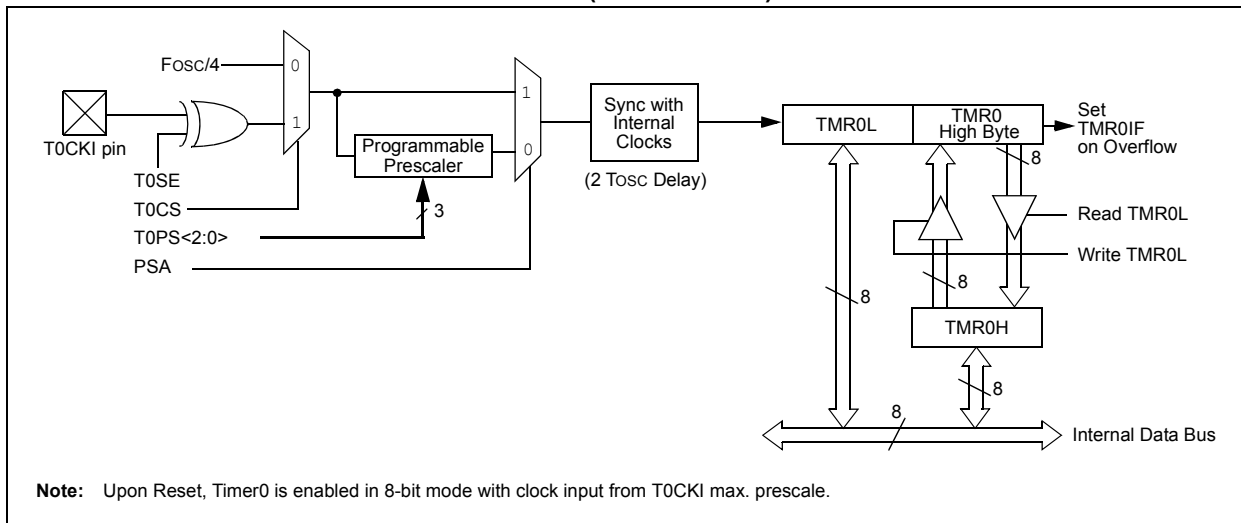 FOSC/4
0
1
T0CKI pin
T0SE
T0CS
T0PS<2:0>
PSA
Programmable
Prescaler
3
1
0
Sync with
Internal
Clocks
(2 TOSC Delay)
TMR0L
TMR0
High Byte
Set
TMR0IF
on Overflow
8
Read TMR0L
Write TMR0L
8
8
TMR0H
8
8
Internal Data Bus
Note: Upon Reset, Timer0 is enabled in 8-bit mode with clock input from T0CKI max. prescale.